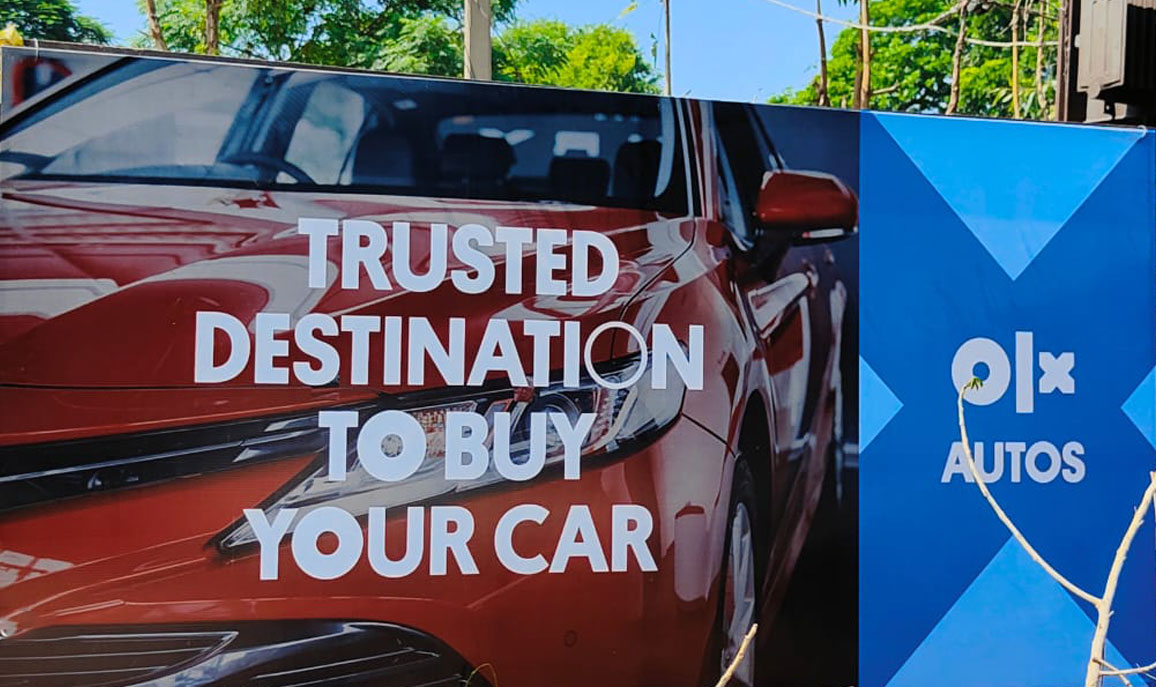 TRUSTED
DESTINATION
TO BUY
YOUR CAR
olx
AUTOS